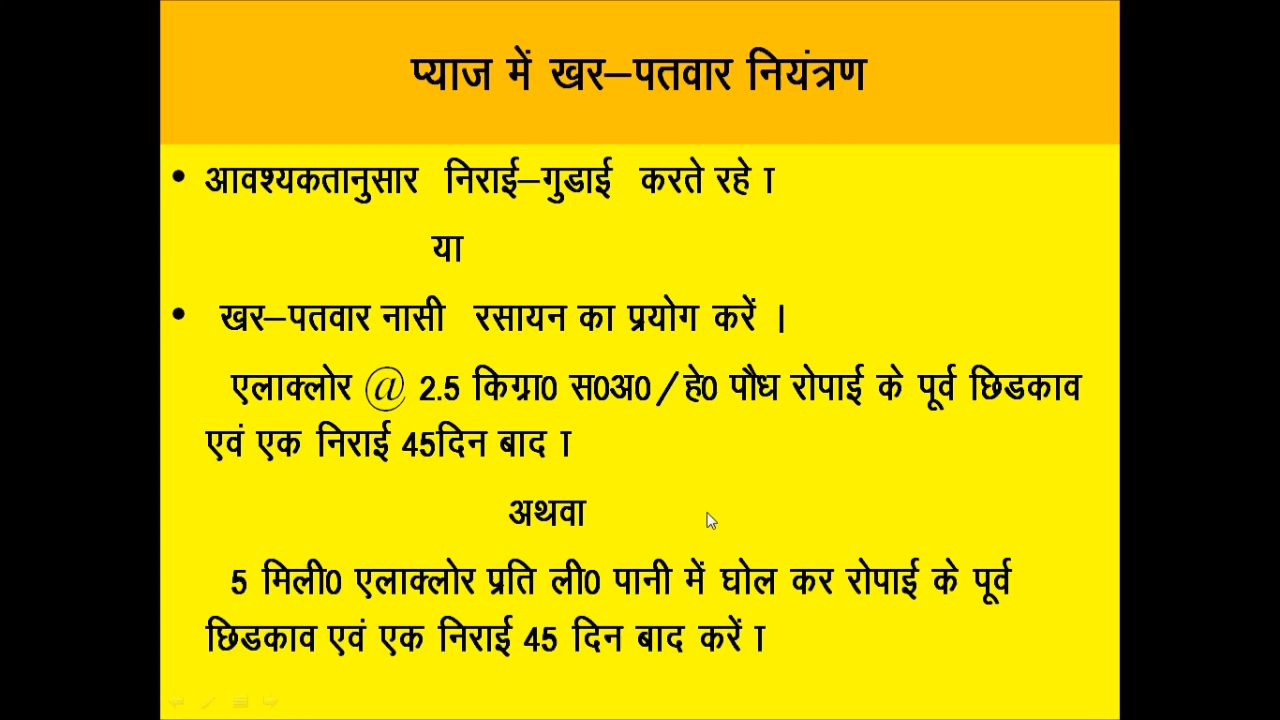 प्याज में खर–पतवार नियंत्रण
• आवश्यकतानुसार निराई–गुडाई करते रहे ा
या
• खर–पतवार नासी रसायन का प्रयोग करें ।
एलाक्लोर @ 2.5 किग्रा0 स0अ0/हे0 पौध रोपाई के पूर्व छिडकाव
एवं एक निराई 45दिन बाद ा
अथवा
5 मिली0 एलाक्लोर प्रति ली0 पानी में घोल कर रोपाई के पूर्व
छिडकाव एवं एक निराई 45 दिन बाद करें ा